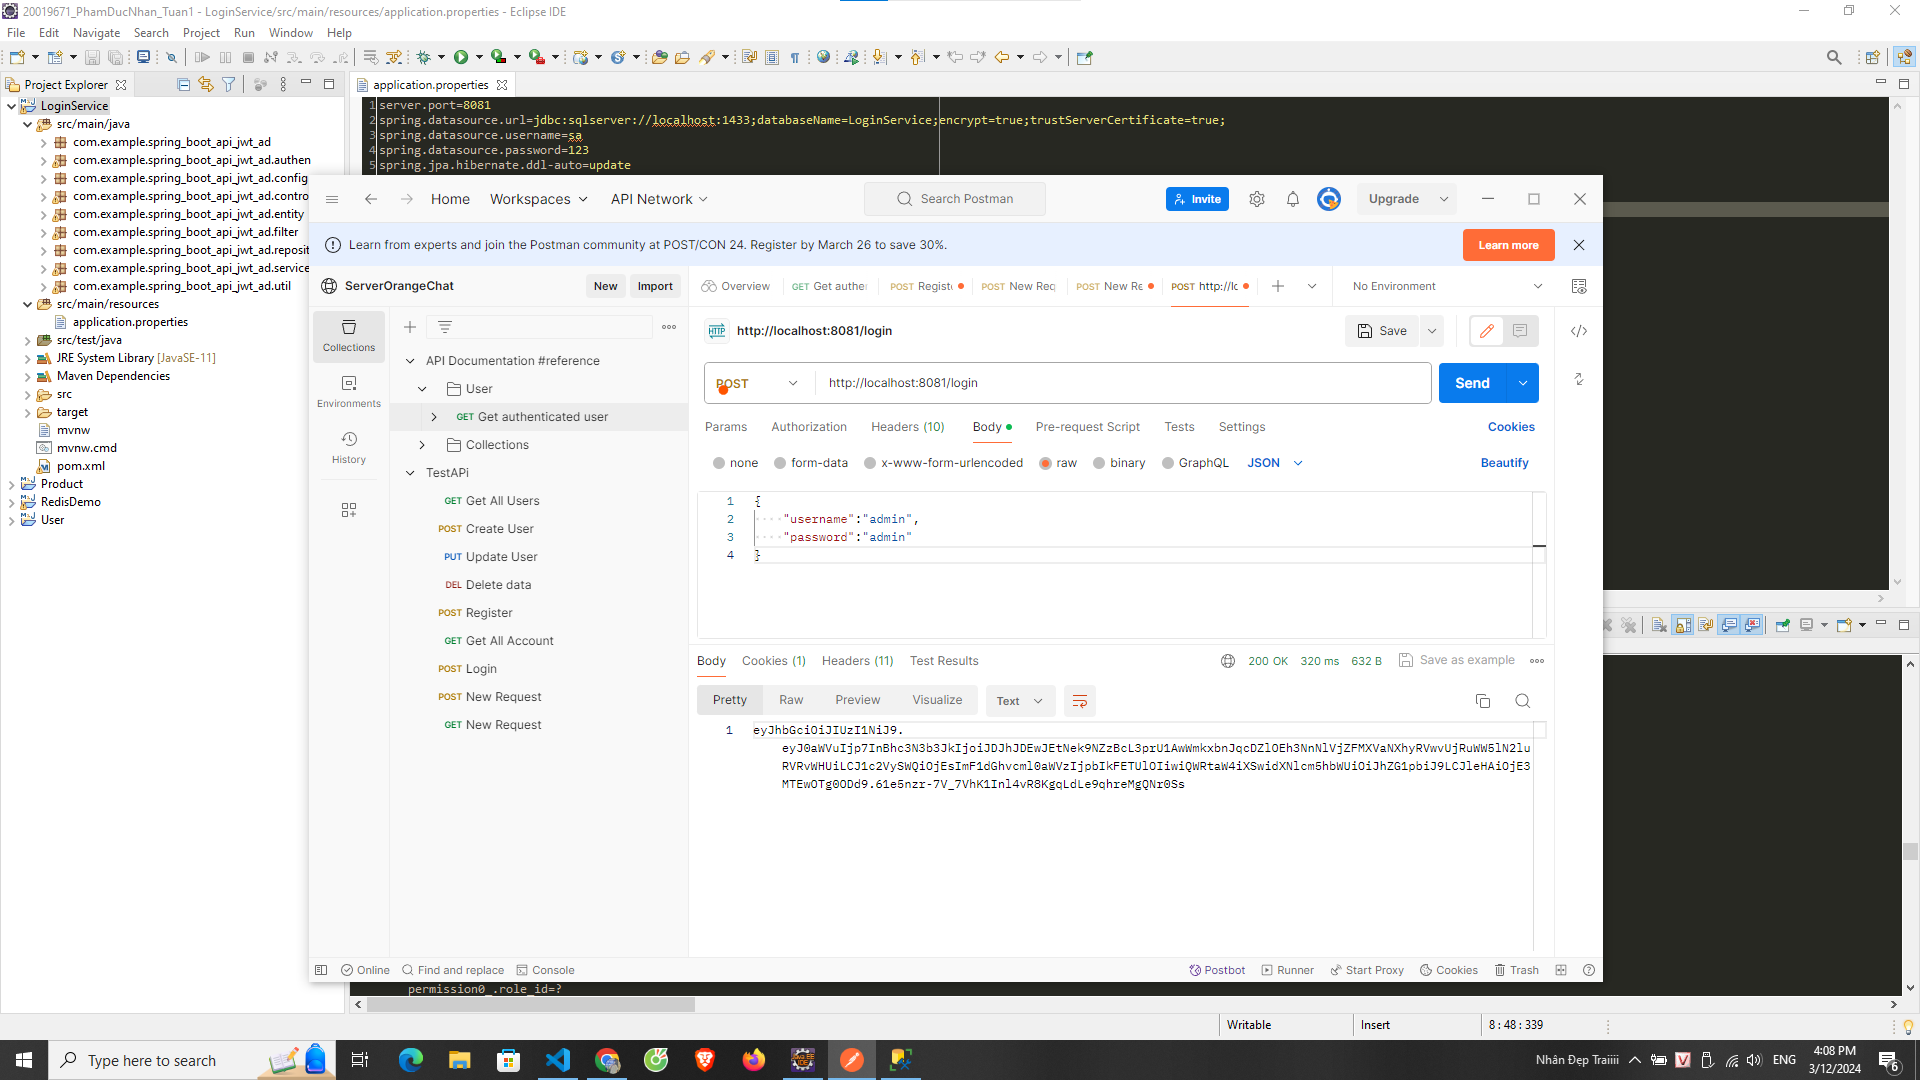 20019671_PhamDucNhan_Tuan1 - LoginService/src/main/resources/application.properties - Eclipse IDE
File Edit Navigate Search Project Run Window Help
Project Explorer
application.properties
LoginService
src/main/java
com.example.spring_boot_api_jwt_ad
com.example.spring_boot_api_jwt_ad.authen
com.example.spring_boot_api_jwt_ad.config
com.example.spring_boot_api_jwt_ad.contro
com.example.spring_boot_api_jwt_ad.entity
com.example.spring_boot_api_jwt_ad.filter
com.example.spring_boot_api_jwt_ad.reposit
com.example.spring_boot_api_jwt_ad.service
com.example.spring_boot_api_jwt_ad.util
src/main/resources
application.properties
src/test/java
JRE System Library [JavaSE-11]
Maven Dependencies
src
target
mvnw
mvnw.cmd
pom.xml
Product
RedisDemo
User
1 server.port=8081
2 spring.datasource.url=jdbc:sqlserver://localhost:1433;databaseName=LoginService;encrypt=true;trustServerCertificate=true;
3 spring.datasource.username=sa
4 spring.datasource.password=123
5 spring.jpa.hibernate.ddl-auto=update
Home Workspaces API Network Search Postman Invite Upgrade
Learn from experts and join the Postman community at POST/CON 24. Register by March 26 to save 30%. Learn more
ServerOrangeChat New Import
Overview GET Get authe POST Regist POST New Req POST New Re POST http://lo No Environment
Collections
Environments
History
API Documentation #reference
User
GET Get authenticated user
Collections
TestAPi
GET Get All Users
POST Create User
PUT Update User
DEL Delete data
POST Register
GET Get All Account
POST Login
POST New Request
GET New Request
HTTP http://localhost:8081/login Save
POST http://localhost:8081/login Send
Params Authorization Headers (10) Body Pre-request Script Tests Settings Cookies
none form-data x-www-form-urlencoded raw binary GraphQL JSON Beautify
1 {
2 "username":"admin",
3 "password":"admin"
4 }
Body Cookies (1) Headers (11) Test Results 200 OK 320 ms 632 B Save as example
Pretty Raw Preview Visualize Text
1 eyJhbGciOiJIUzI1NiJ9.
eyJ0aWVuIjp7InBhc3N3b3JkIjoiJDJhJDEwJEtNek9NZzBcL3prU1AwWmkxbnJqcDZlOEh3NnNlVjZFMXVaNXhyRVwvUjRuWW5lN2lu
RVRvWHUiLCJ1c2VySWQiOjEsImF1dGhvcml0aWVzIjpbIkFETUlOIiwiQWRtaW4iXSwidXNlcm5hbWUiOiJhZG1pbiJ9LCJleHAiOjE3
MTEwOTg0ODd9.61e5nzr-7V_7VhK1Inl4vR8KgqLdLe9qhreMgQNr0Ss
Online Find and replace Console Postbot Runner Start Proxy Cookies Trash
permission0_.role_id=?
Writable Insert 8 : 48 : 339
Type here to search
Nhân Đẹp Traiiii
ENG
4:08 PM
3/12/2024
6